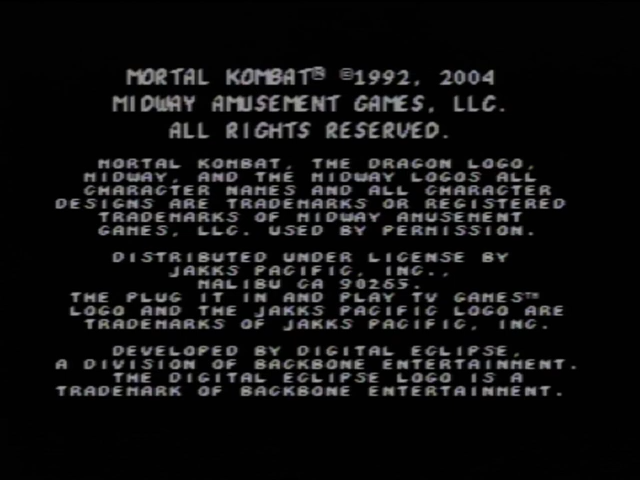 MORTAL KOMBAT® ©1992, 2004
MIDWAY AMUSEMENT GAMES, LLC.
ALL RIGHTS RESERVED.
MORTAL KOMBAT, THE DRAGON LOGO,
MIDWAY, AND THE MIDWAY LOGOS ALL
CHARACTER NAMES AND ALL CHARACTER
DESIGNS ARE TRADEMARKS OR REGISTERED
TRADEMARKS OF MIDWAY AMUSEMENT
GAMES, LLC. USED BY PERMISSION.
DISTRIBUTED UNDER LICENSE BY
JAKKS PACIFIC, INC.,
MALIBU CA 90265.
THE PLUG IT IN AND PLAY TV GAMES™
LOGO AND THE JAKKS PACIFIC LOGO ARE
TRADEMARKS OF JAKKS PACIFIC, INC.
DEVELOPED BY DIGITAL ECLIPSE,
A DIVISION OF BACKBONE ENTERTAINMENT.
THE DIGITAL ECLIPSE LOGO IS A
TRADEMARK OF BACKBONE ENTERTAINMENT.